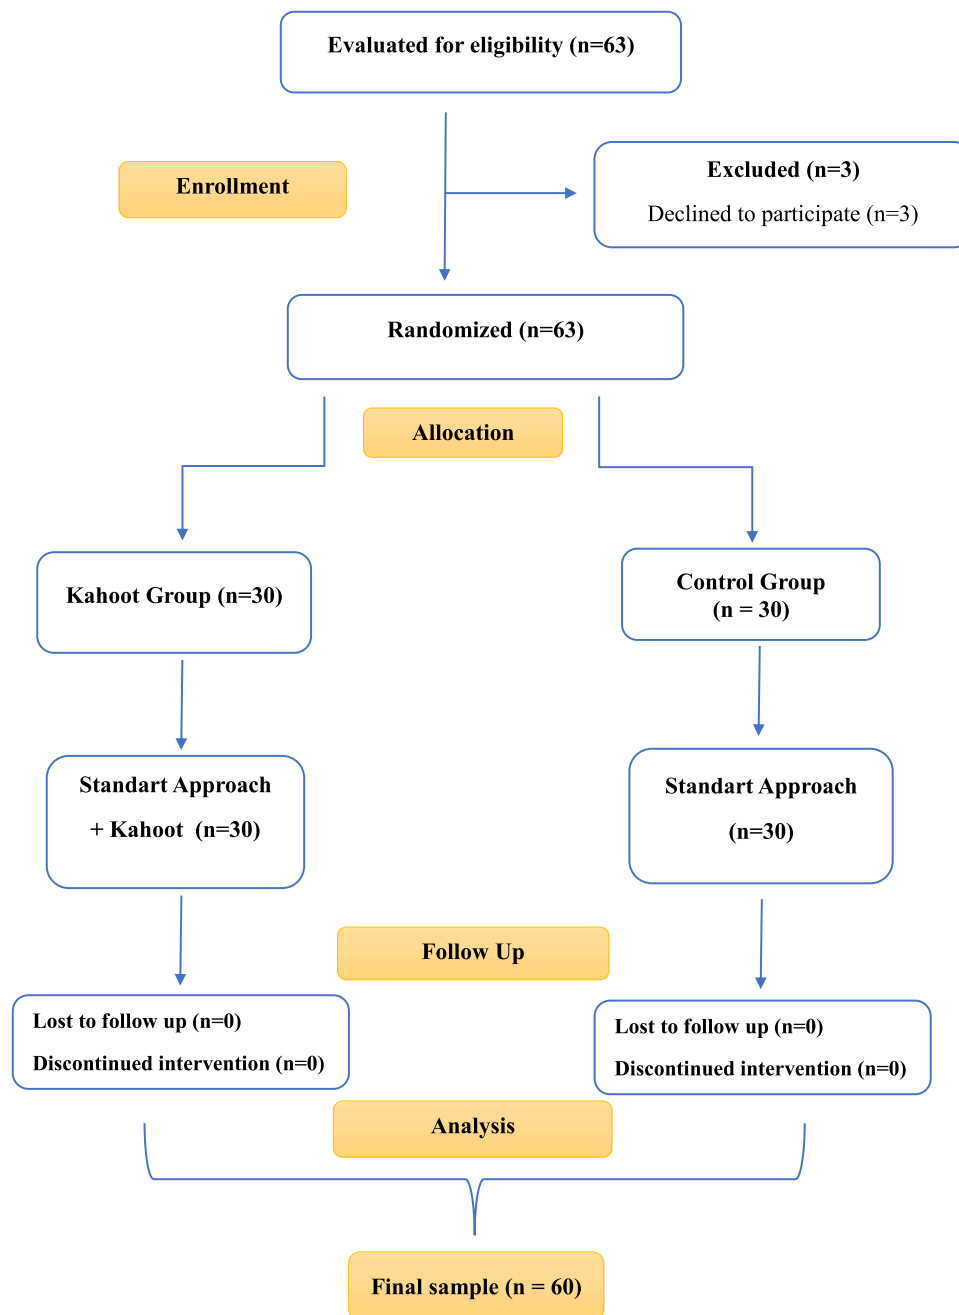 Evaluated for eligibility (n=63)
Enrollment
Excluded (n=3)
Declined to participate (n=3)
Randomized (n=63)
Allocation
Kahoot Group (n=30)
Control Group
(n = 30)
Standart Approach
+ Kahoot (n=30)
Standart Approach
(n=30)
Follow Up
Lost to follow up (n=0)
Discontinued intervention (n=0)
Lost to follow up (n=0)
Discontinued intervention (n=0)
Analysis
Final sample (n = 60)